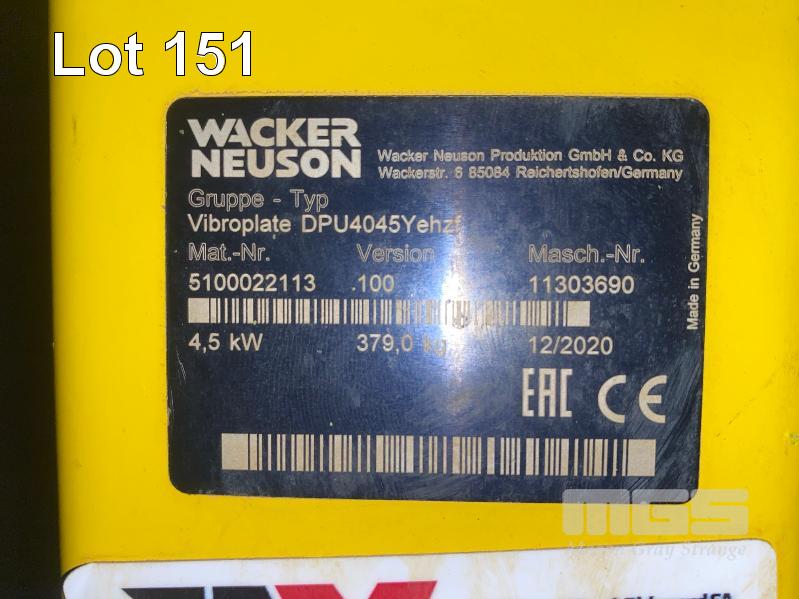 Lot 151
WACKER
NEUSON
Wacker Neuson Produktion GmbH & Co. KG
Wackerstr. 6 85084 Reichertshofen/Germany
Gruppe - Typ
Vibroplate DPU4045Yehzf
Mat.-Nr. Version Masch.-Nr.
5100022113 .100 11303690
4,5 kW 379,0 kg 12/2020
Made in Germany
EAC CE
MGS
Gray Strange